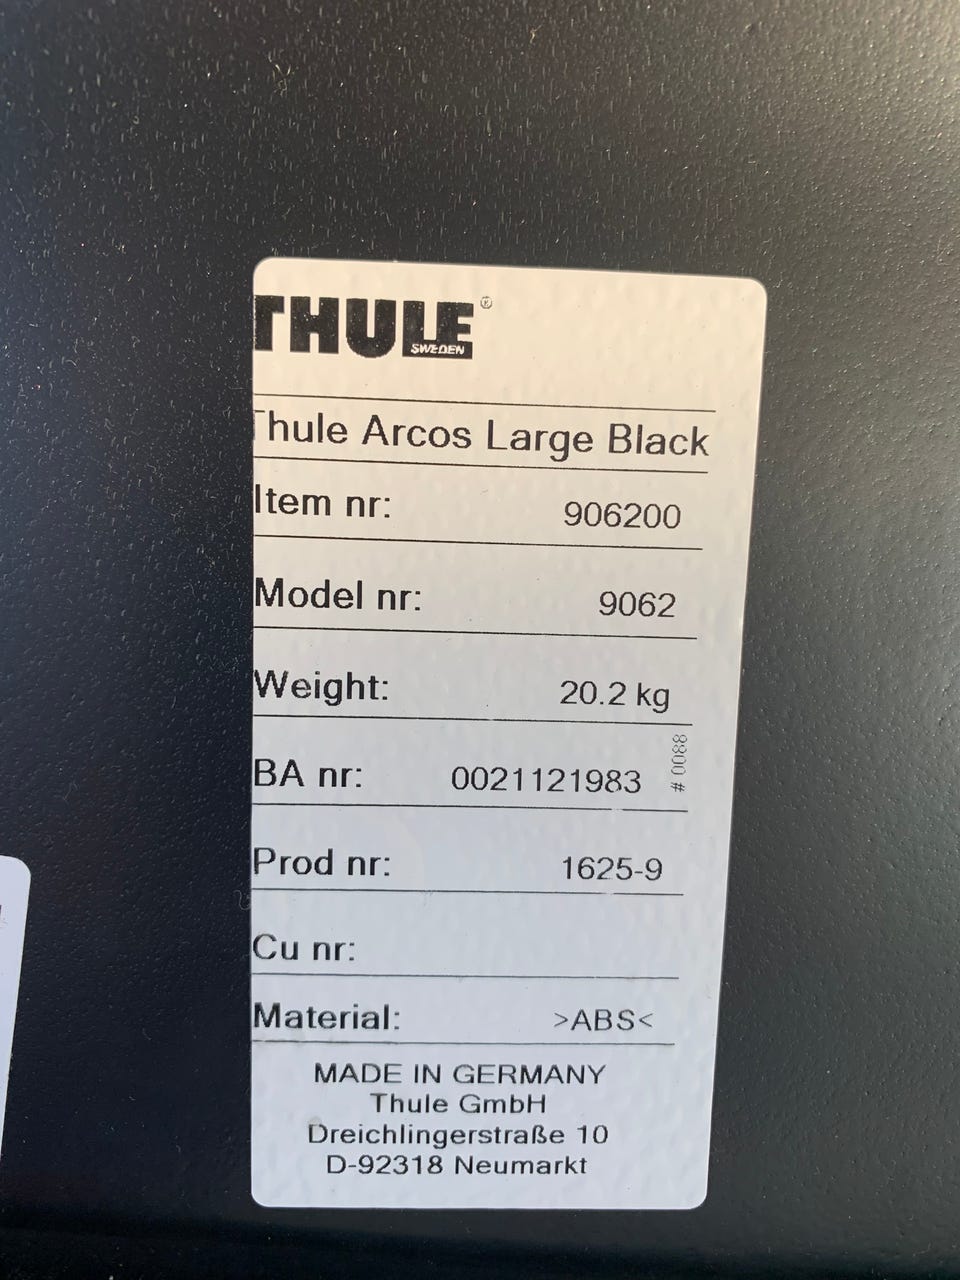 THULE®
SWEDEN
Thule Arcos Large Black
Item nr: 906200
Model nr: 9062
Weight: 20.2 kg
BA nr: 0021121983
8800 #
Prod nr: 1625-9
Cu nr:
Material: >ABS<
MADE IN GERMANY
Thule GmbH
Dreichlingerstraße 10
D-92318 Neumarkt